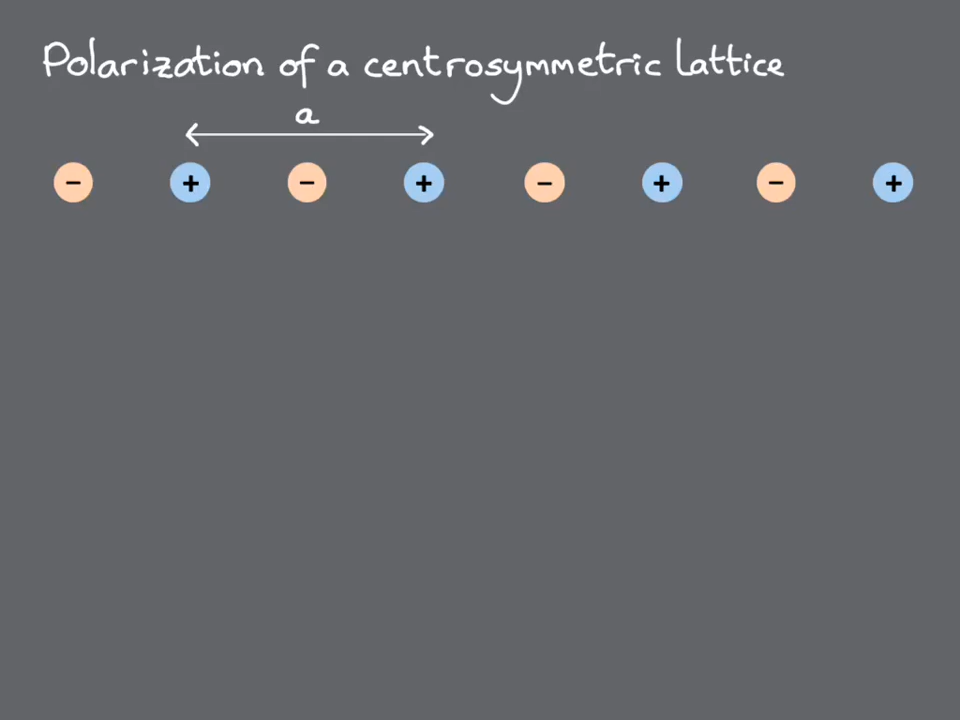 Polarization of a centrosymmetric lattice
a
− + − + − + − +